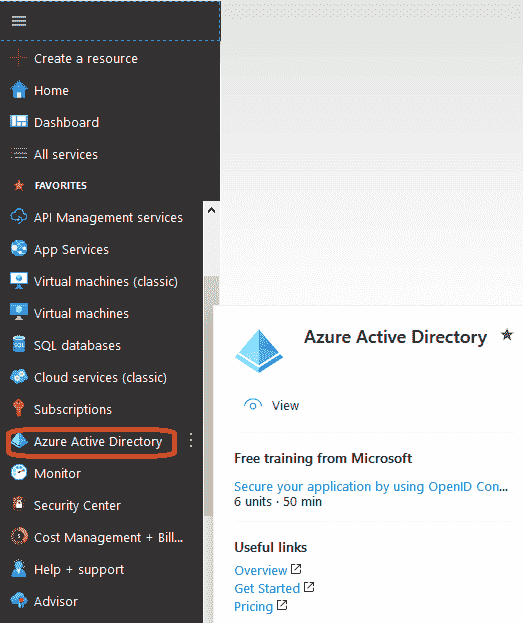 Create a resource
Home
Dashboard
All services
FAVORITES
API Management services
App Services
Virtual machines (classic)
Virtual machines
SQL databases
Cloud services (classic)
Subscriptions
Azure Active Directory
Monitor
Security Center
Cost Management + Bill...
Help + support
Advisor
Azure Active Directory
View
Free training from Microsoft
Secure your application by using OpenID Con...
6 units · 50 min
Useful links
Overview
Get Started
Pricing